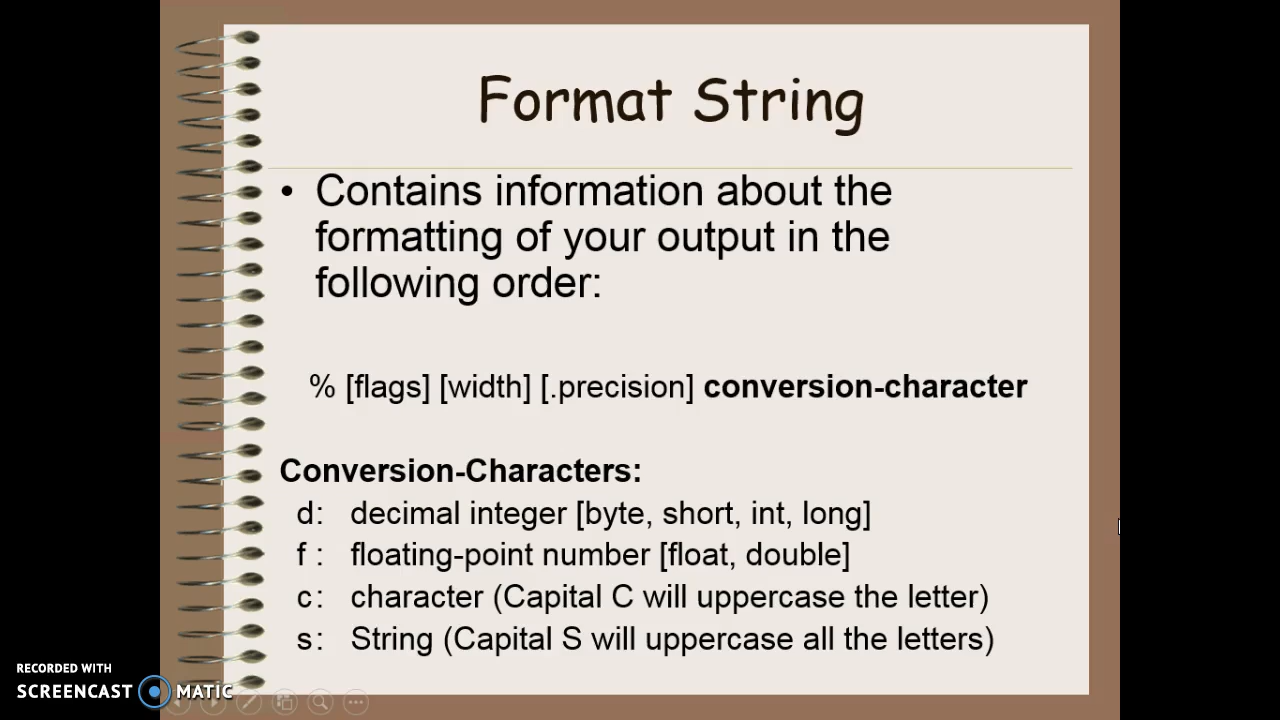 Format String
• Contains information about the
formatting of your output in the
following order:
% [flags] [width] [.precision] conversion-character
Conversion-Characters:
d: decimal integer [byte, short, int, long]
f : floating-point number [float, double]
c: character (Capital C will uppercase the letter)
s: String (Capital S will uppercase all the letters)
RECORDED WITH
SCREENCAST MATIC